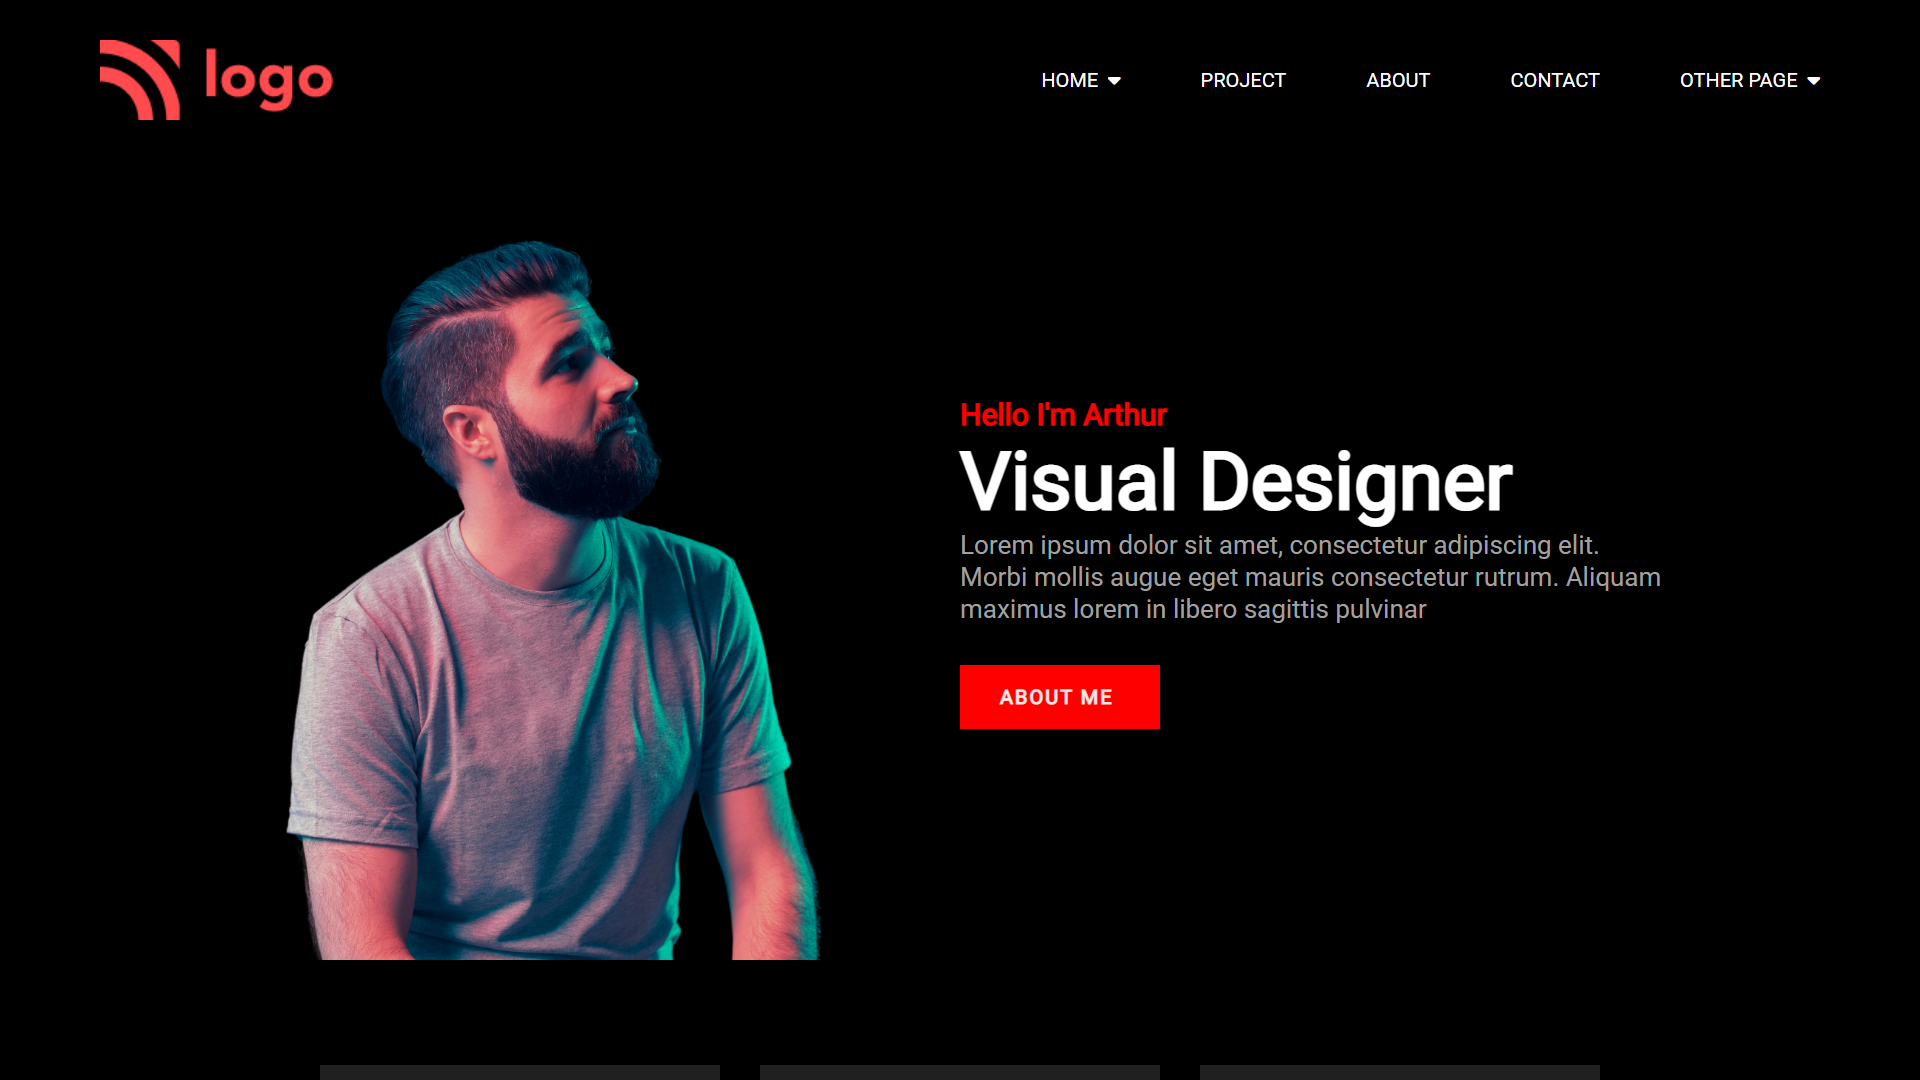 logo
HOME
PROJECT
ABOUT
CONTACT
OTHER PAGE
Hello I'm Arthur
Visual Designer
Lorem ipsum dolor sit amet, consectetur adipiscing elit.
Morbi mollis augue eget mauris consectetur rutrum. Aliquam
maximus lorem in libero sagittis pulvinar
ABOUT ME